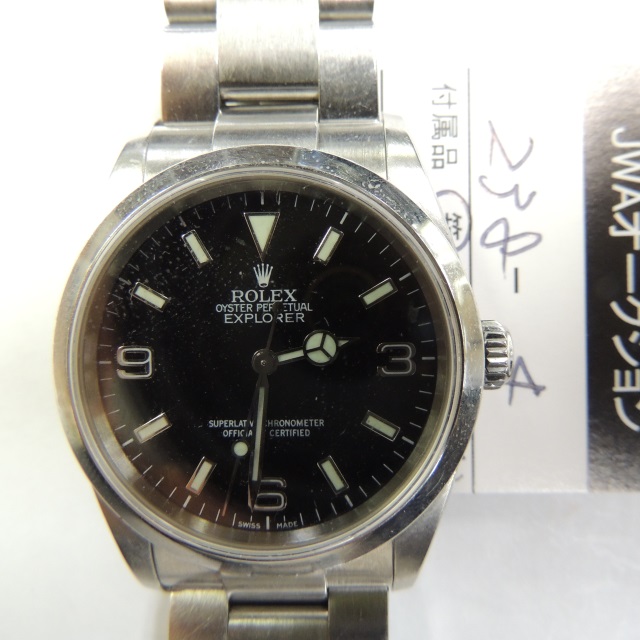 ROLEX
OYSTER PERPETUAL
EXPLORER
9
3
SUPERLATIVE CHRONOMETER
OFFICIALLY CERTIFIED
6
SWISS MADE
付属品
A
JWAオークション